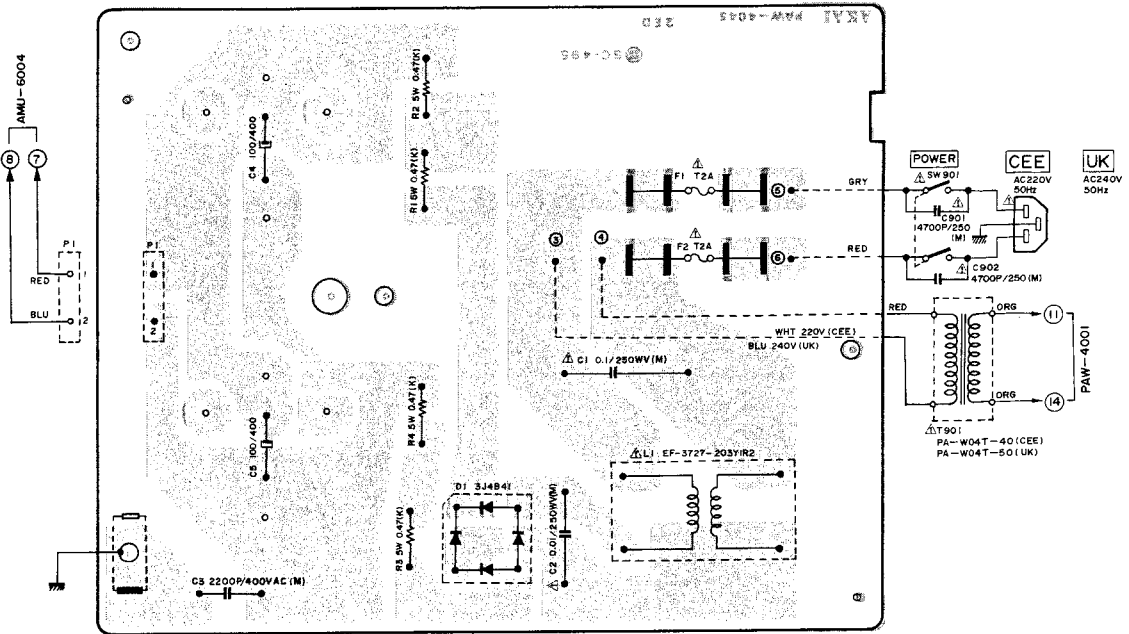 AKAI PAW-4045 2ED
SC-495
AMU-6004
8 7
P1
1
RED
BLU
2
P1
1
2
R2 5W 0.47(K)
C4 100/400
R1 5W 0.47(K)
F1 T2A
5
GRY
3
4
F2 T2A
6
RED
POWER
SW901
C901
4700P/250
(M)
C902
4700P/250(M)
CEE
AC220V
50Hz
UK
AC240V
50Hz
RED
ORG
11
WHT 220V(CEE)
BLU 240V(UK)
PAW-4001
ORG
14
T901
PA-W04T-40(CEE)
PA-W04T-50(UK)
C1 0.1/250WV(M)
R4 5W 0.47(K)
C5 100/400
L1 EF-3727-203Y1R2
D1 3J4B41
R3 5W 0.47(K)
C2 0.01/250WV(M)
C3 2200P/400VAC(M)